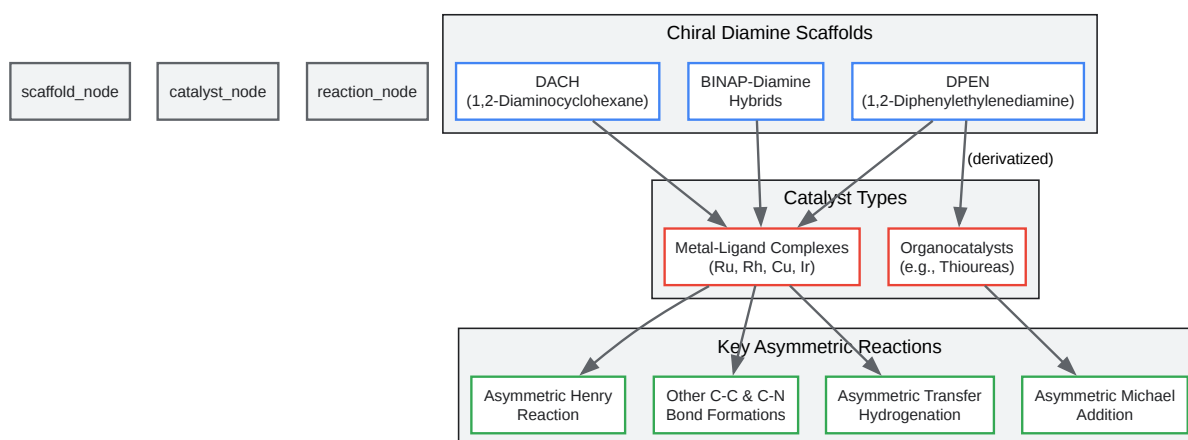 Chiral Diamine Scaffolds
scaffold_node
catalyst_node
reaction_node
DACH
(1,2-Diaminocyclohexane)
BINAP-Diamine
Hybrids
DPEN
(1,2-Diphenylethylenediamine)
(derivatized)
Catalyst Types
Metal-Ligand Complexes
(Ru, Rh, Cu, Ir)
Organocatalysts
(e.g., Thioureas)
Key Asymmetric Reactions
Asymmetric Henry
Reaction
Other C-C & C-N
Bond Formations
Asymmetric Transfer
Hydrogenation
Asymmetric Michael
Addition